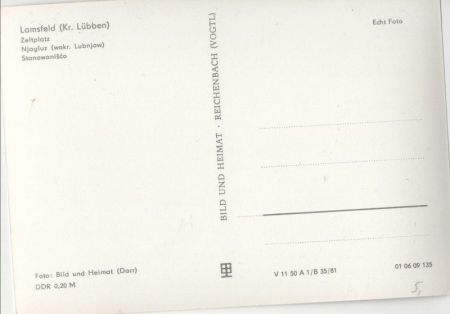 Lamsfeld (Kr. Lübben)
Zeltplatz
Njagluz (wokr. Lubnjow)
Stanowanišćo
Echt Foto
BILD UND HEIMAT · REICHENBACH (VOGTL)
Foto: Bild und Heimat (Darr)
DDR 0,20 M
V 11 50 A 1/B 35/81
01 06 09 135
5,